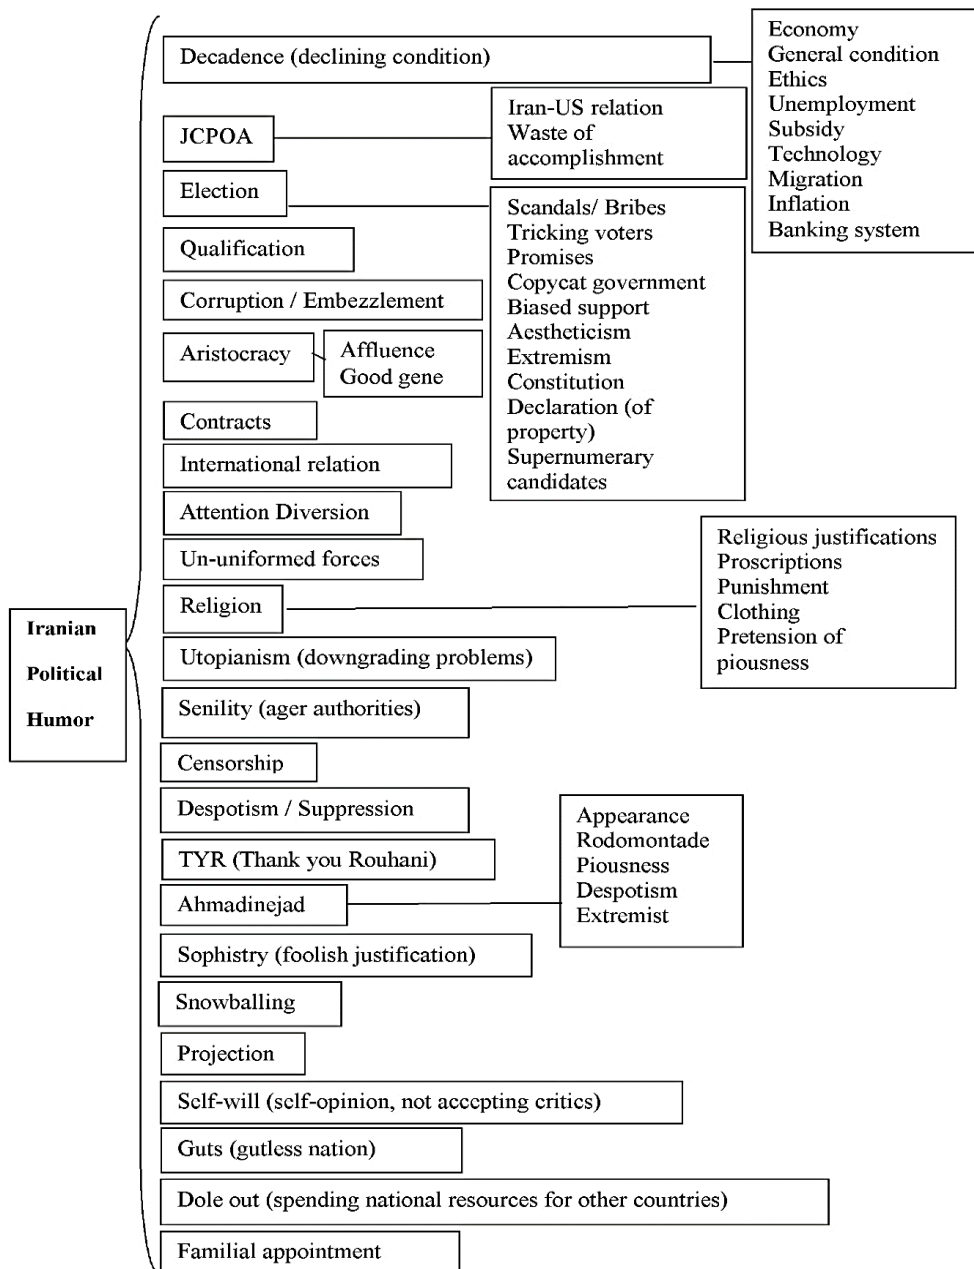 Iranian
Political
Humor
Decadence (declining condition)
Economy
General condition
Ethics
Unemployment
Subsidy
Technology
Migration
Inflation
Banking system
JCPOA
Iran-US relation
Waste of
accomplishment
Election
Scandals/ Bribes
Tricking voters
Promises
Copycat government
Biased support
Aestheticism
Extremism
Constitution
Declaration (of
property)
Supernumerary
candidates
Qualification
Corruption / Embezzlement
Aristocracy
Affluence
Good gene
Contracts
International relation
Attention Diversion
Un-uniformed forces
Religion
Religious justifications
Proscriptions
Punishment
Clothing
Pretension of
piousness
Utopianism (downgrading problems)
Senility (ager authorities)
Censorship
Despotism / Suppression
TYR (Thank you Rouhani)
Ahmadinejad
Appearance
Rodomontade
Piousness
Despotism
Extremist
Sophistry (foolish justification)
Snowballing
Projection
Self-will (self-opinion, not accepting critics)
Guts (gutless nation)
Dole out (spending national resources for other countries)
Familial appointment